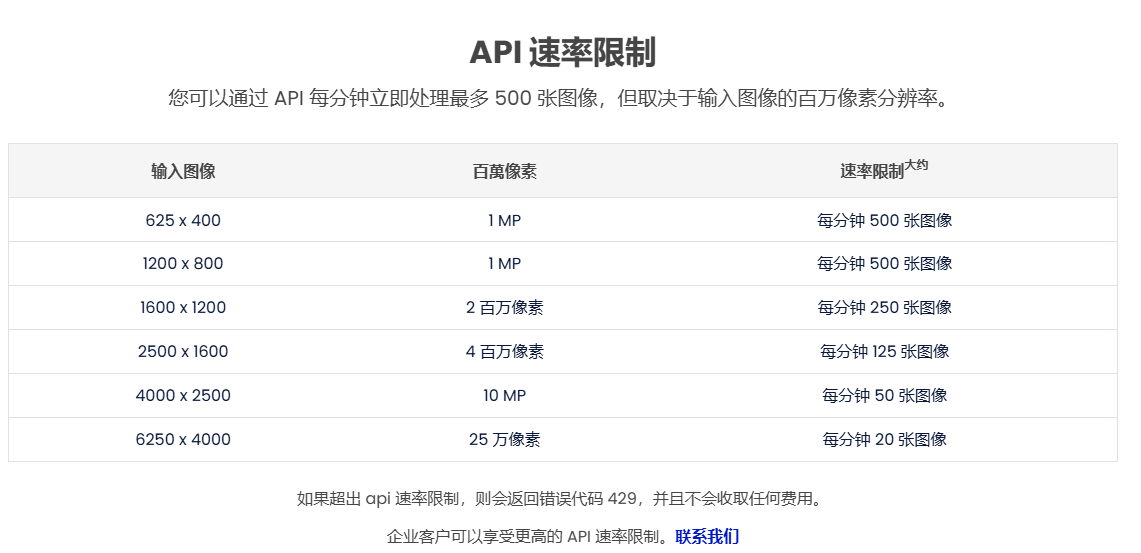 API 速率限制
您可以通过 API 每分钟立即处理最多 500 张图像，但取决于输入图像的百万像素分辨率。
输入图像 百萬像素 速率限制大约
625 x 400 1 MP 每分钟 500 张图像
1200 x 800 1 MP 每分钟 500 张图像
1600 x 1200 2 百万像素 每分钟 250 张图像
2500 x 1600 4 百万像素 每分钟 125 张图像
4000 x 2500 10 MP 每分钟 50 张图像
6250 x 4000 25 万像素 每分钟 20 张图像
如果超出 api 速率限制，则会返回错误代码 429，并且不会收取任何费用。
企业客户可以享受更高的 API 速率限制。联系我们